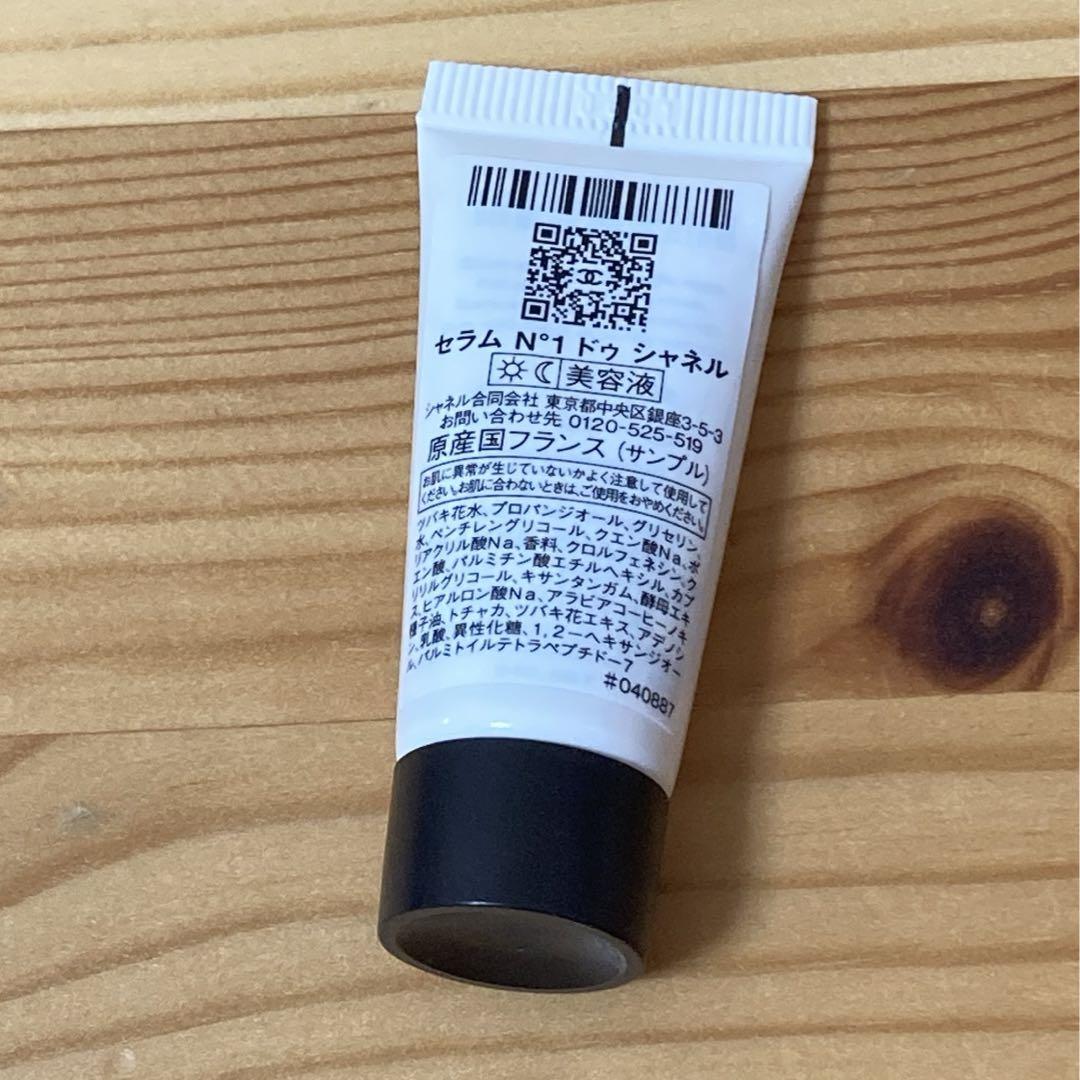 セラム N°1 ドゥ シャネル
美容液
シャネル合同会社 東京都中央区銀座3-5-3
お問い合わせ先 0120-525-519
原産国フランス (サンプル)
お肌に異常が生じていないかよく注意して使用して
ください。お肌に合わないときは、ご使用をおやめください。
ツバキ花水、プロパンジオール、グリセリン、
水、ペンチレングリコール、クエン酸Na、ポ
リアクリル酸Na、香料、クロルフェネシン、ク
エン酸、パルミチン酸エチルヘキシル、カプ
リリルグリコール、キサンタンガム、酵母エキ
ス、ヒアルロン酸Na、アラビアコーヒーノキ
種子油、トチャカ、ツバキ花エキス、アデノシ
ン、乳酸、異性化糖、1,2-ヘキサンジオー
ル、パルミトイルテトラペプチド-7
#040887